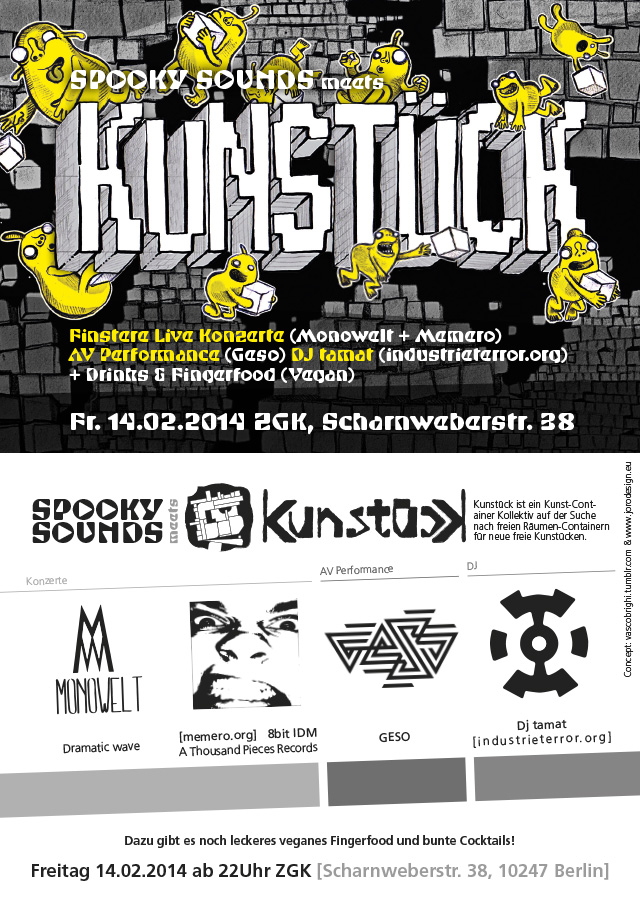 SPOOKY SOUNDS meets
KUNSTÜCK
Finstere Live Konzerte (Monowelt + Memero)
AV Performance (Geso) DJ tamat (industrieterror.org)
+ Drinks & Fingerfood (Vegan)
Fr. 14.02.2014 ZGK, Scharnweberstr. 38
SPOOKY
SOUNDS
meets
Kunstück
Kunstück ist ein Kunst-Cont-
ainer Kollektiv auf der Suche
nach freien Räumen-Containern
für neue freie Kunstücken.
Concept: vascobrighi.tumblr.com & www.jorodesign.eu
Konzerte
AV Performance
DJ
MONOWELT
GESO
Dramatic wave
[memero.org] 8bit IDM
A Thousand Pieces Records
GESO
Dj tamat
[industrieterror.org]
Dazu gibt es noch leckeres veganes Fingerfood und bunte Cocktails!
Freitag 14.02.2014 ab 22Uhr ZGK [Scharnweberstr. 38, 10247 Berlin]